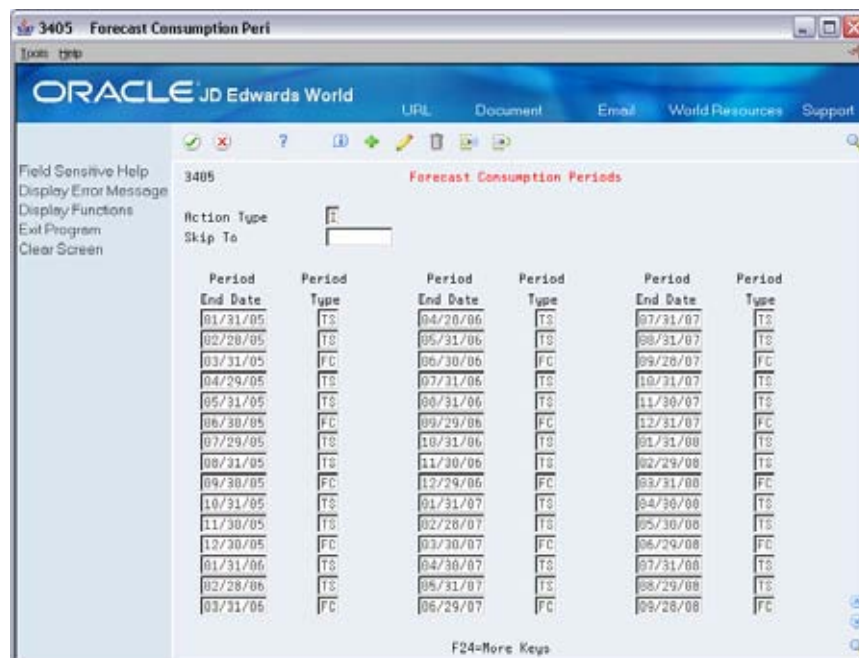 3405 Forecast Consumption Peri
Tools Help
ORACLE JD Edwards World
URL Document Email World Resources Support
Field Sensitive Help
Display Error Message
Display Functions
Exit Program
Clear Screen
3405 Forecast Consumption Periods
Action Type I
Skip To
Period Period Period Period Period Period
End Date Type End Date Type End Date Type
01/31/05 TS 04/28/06 TS 07/31/07 TS
02/28/05 TS 05/31/06 TS 08/31/07 TS
03/31/05 FC 06/30/06 FC 09/28/07 FC
04/29/05 TS 07/31/06 TS 10/31/07 TS
05/31/05 TS 08/31/06 TS 11/30/07 TS
06/30/05 FC 09/29/06 FC 12/31/07 FC
07/29/05 TS 10/31/06 TS 01/31/08 TS
08/31/05 TS 11/30/06 TS 02/29/08 TS
09/30/05 FC 12/29/06 FC 03/31/08 FC
10/31/05 TS 01/31/07 TS 04/30/08 TS
11/30/05 TS 02/28/07 TS 05/30/08 TS
12/30/05 FC 03/30/07 FC 06/29/08 FC
01/31/06 TS 04/30/07 TS 07/31/08 TS
02/28/06 TS 05/31/07 TS 08/29/08 TS
03/31/06 FC 06/29/07 FC 09/28/08 FC
F24=More Keys